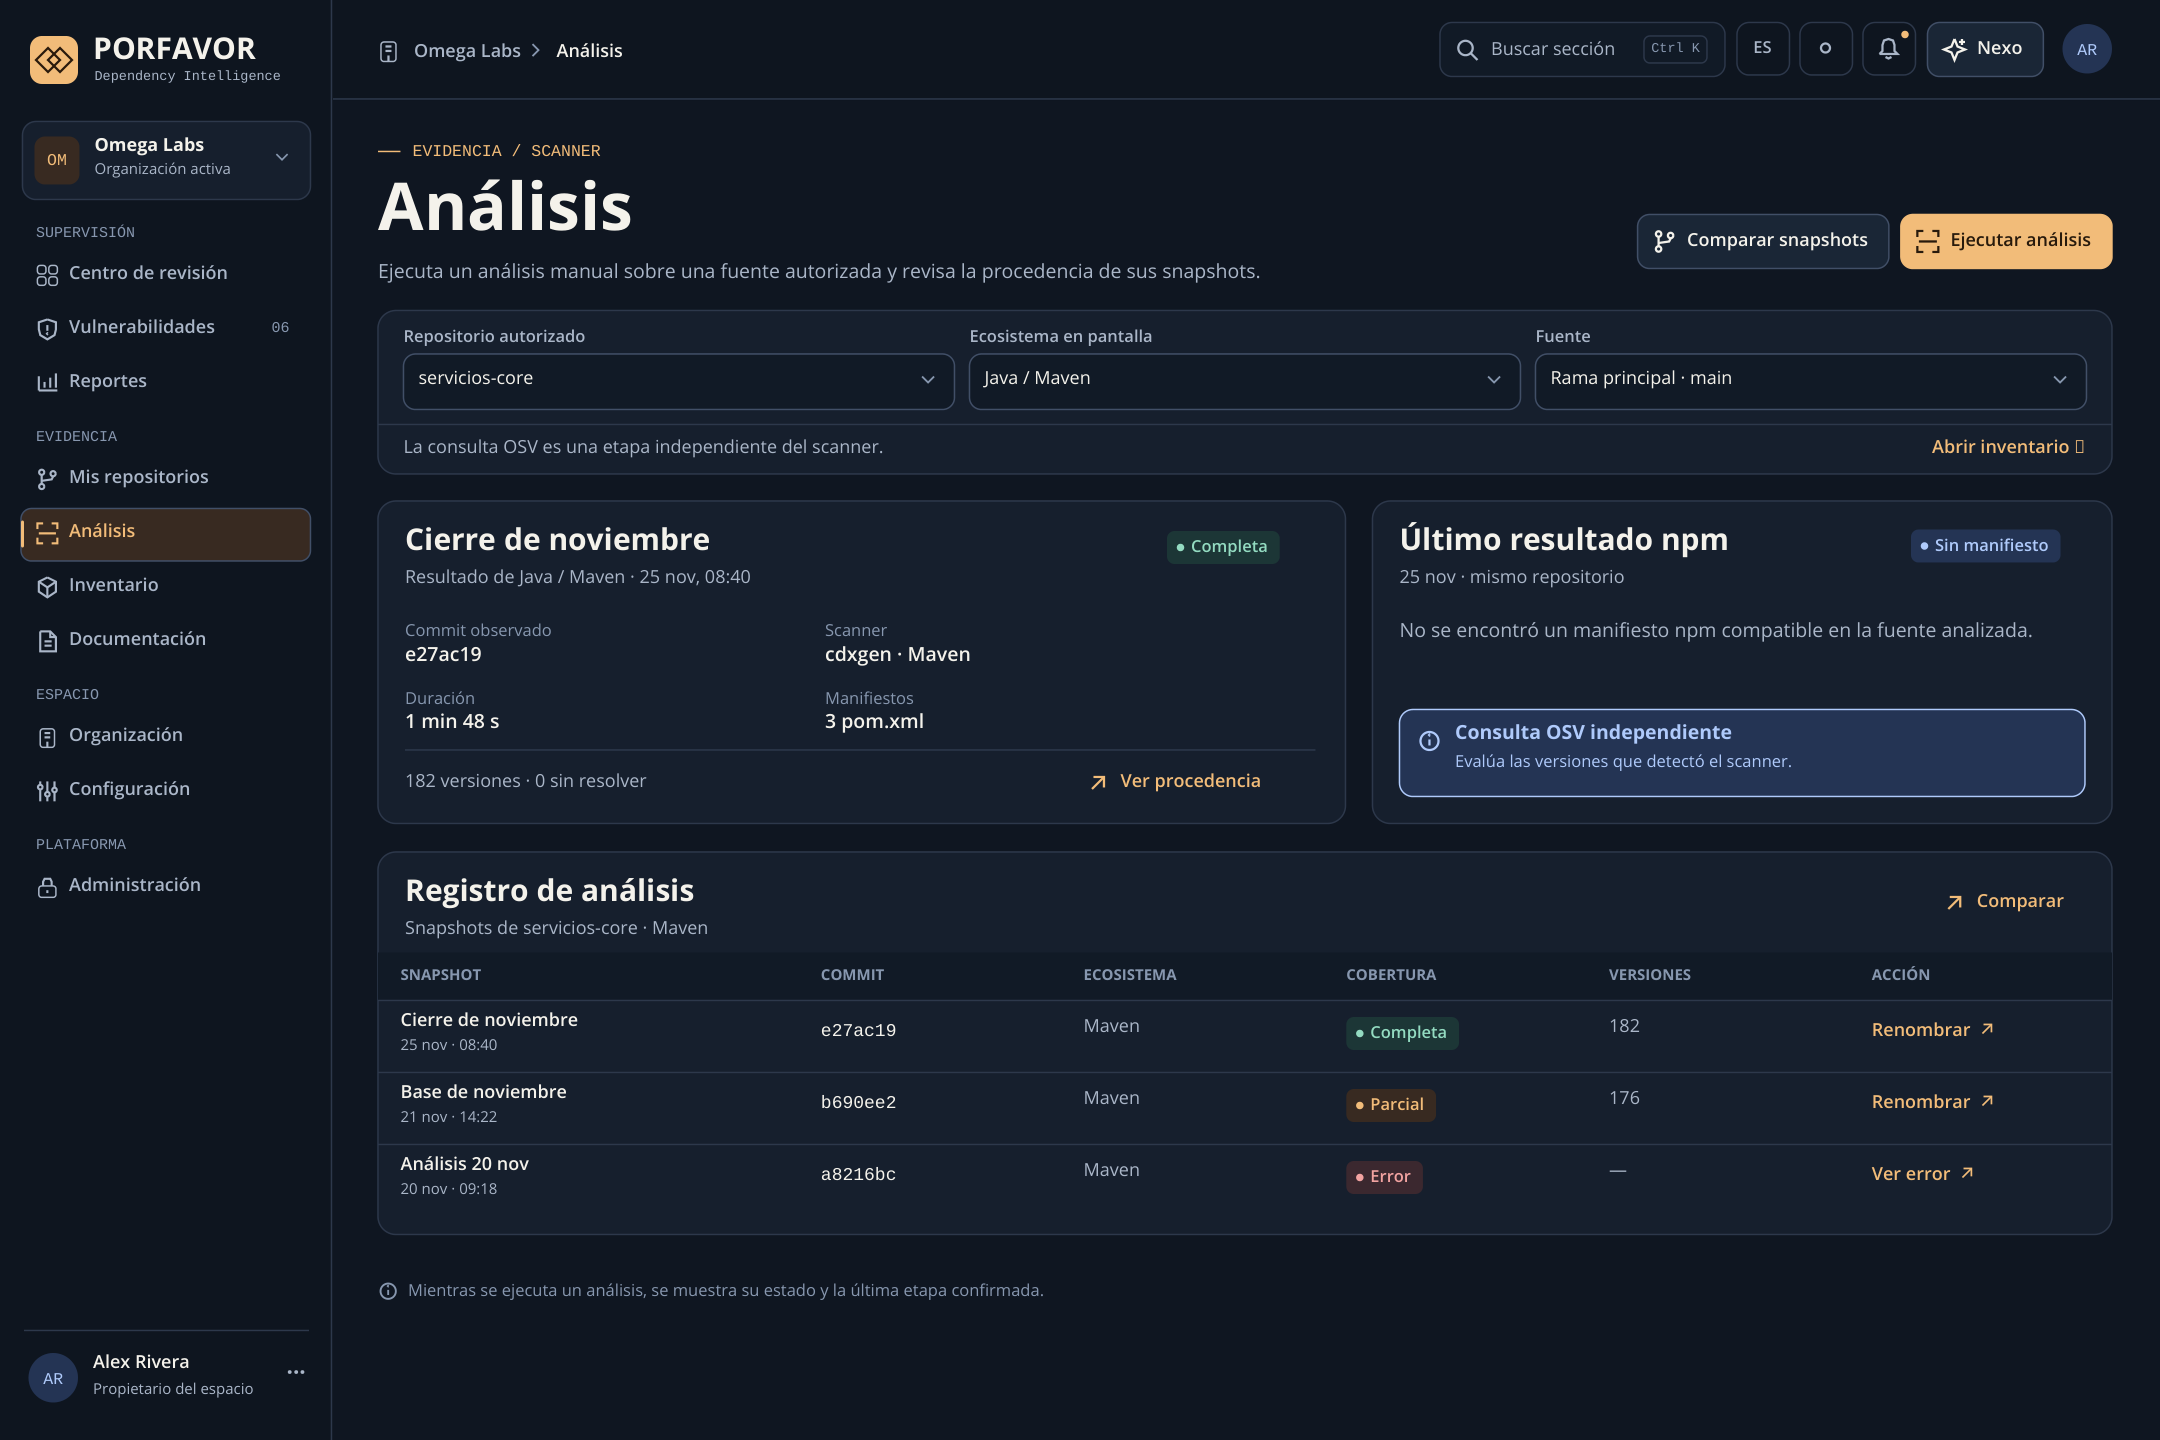 PORFAVOR
Dependency Intelligence
OM
Omega Labs
Organización activa
SUPERVISIÓN
Centro de revisión
Vulnerabilidades 06
Reportes
EVIDENCIA
Mis repositorios
Análisis
Inventario
Documentación
ESPACIO
Organización
Configuración
PLATAFORMA
Administración
AR
Alex Rivera
Propietario del espacio
Omega Labs > Análisis
Buscar sección Ctrl K
ES
Nexo
AR
EVIDENCIA / SCANNER
Análisis
Ejecuta un análisis manual sobre una fuente autorizada y revisa la procedencia de sus snapshots.
Comparar snapshots
Ejecutar análisis
Repositorio autorizado
servicios-core
Ecosistema en pantalla
Java / Maven
Fuente
Rama principal · main
La consulta OSV es una etapa independiente del scanner.
Abrir inventario
Cierre de noviembre
Completa
Resultado de Java / Maven · 25 nov, 08:40
Commit observado
e27ac19
Scanner
cdxgen · Maven
Duración
1 min 48 s
Manifiestos
3 pom.xml
182 versiones · 0 sin resolver
Ver procedencia
Último resultado npm
Sin manifiesto
25 nov · mismo repositorio
No se encontró un manifiesto npm compatible en la fuente analizada.
Consulta OSV independiente
Evalúa las versiones que detectó el scanner.
Registro de análisis
Snapshots de servicios-core · Maven
Comparar
SNAPSHOT COMMIT ECOSISTEMA COBERTURA VERSIONES ACCIÓN
Cierre de noviembre
25 nov · 08:40
e27ac19 Maven Completa 182 Renombrar
Base de noviembre
21 nov · 14:22
b690ee2 Maven Parcial 176 Renombrar
Análisis 20 nov
20 nov · 09:18
a8216bc Maven Error — Ver error
Mientras se ejecuta un análisis, se muestra su estado y la última etapa confirmada.